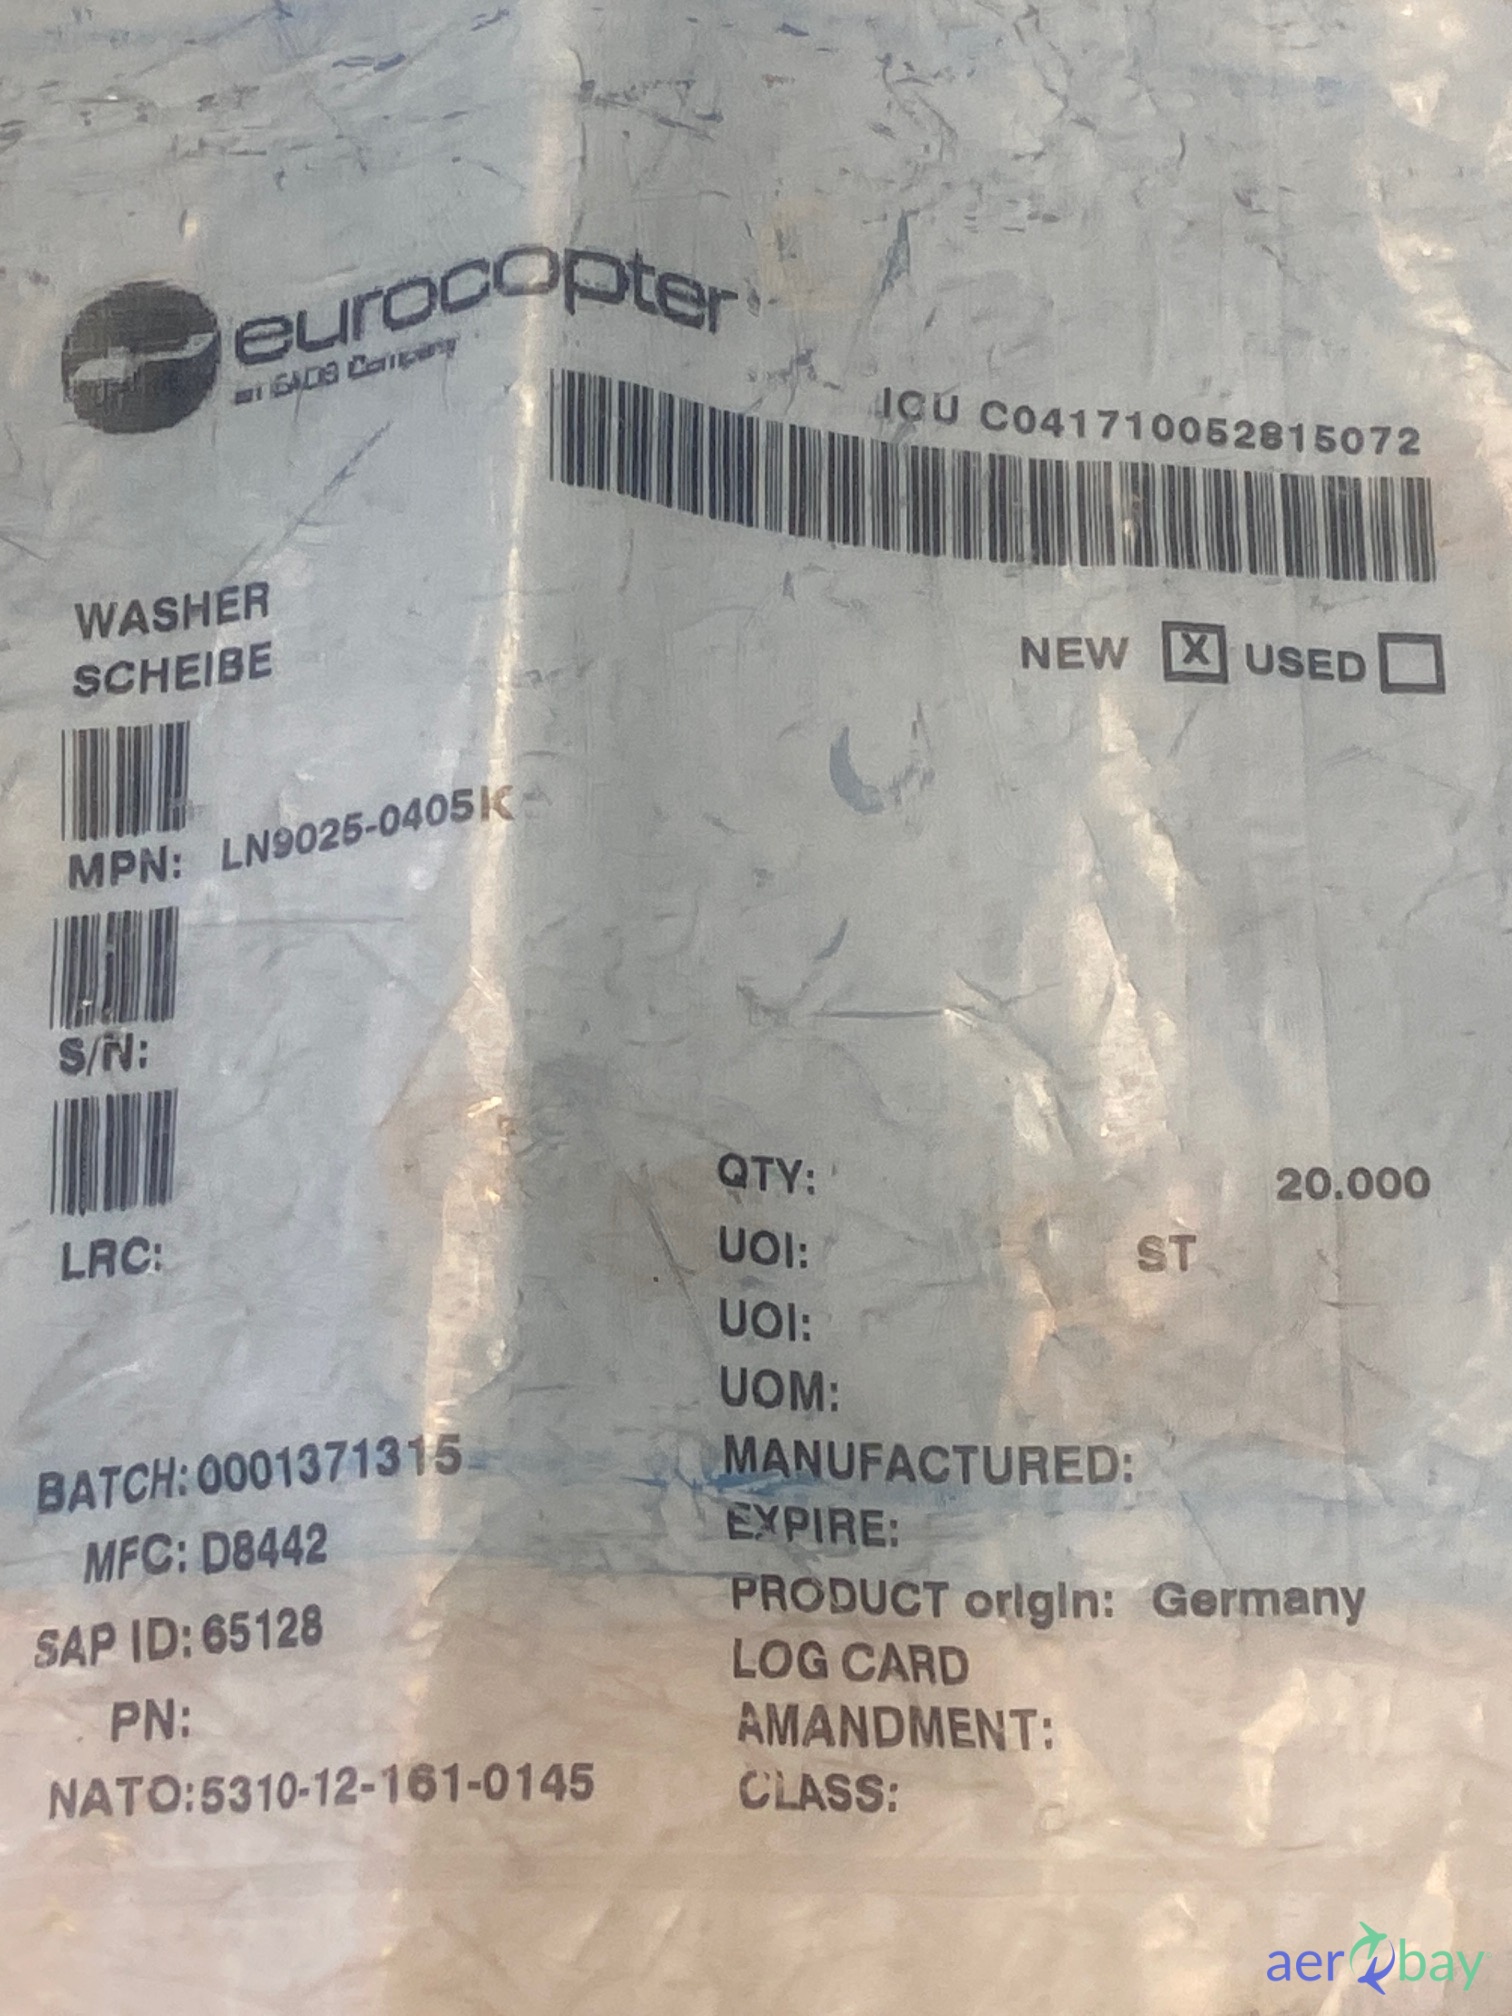 eurocopter
an EADS Company
ICU C041710052815072
WASHER
SCHEIBE
NEW X USED
MPN: LN9025-0405K
S/N:
LRC:
QTY: 20.000
UOI: ST
UOI:
UOM:
BATCH:0001371315
MFC: D8442
SAP ID: 65128
PN:
NATO:5310-12-161-0145
MANUFACTURED:
EXPIRE:
PRODUCT origin: Germany
LOG CARD
AMANDMENT:
CLASS:
aerobay